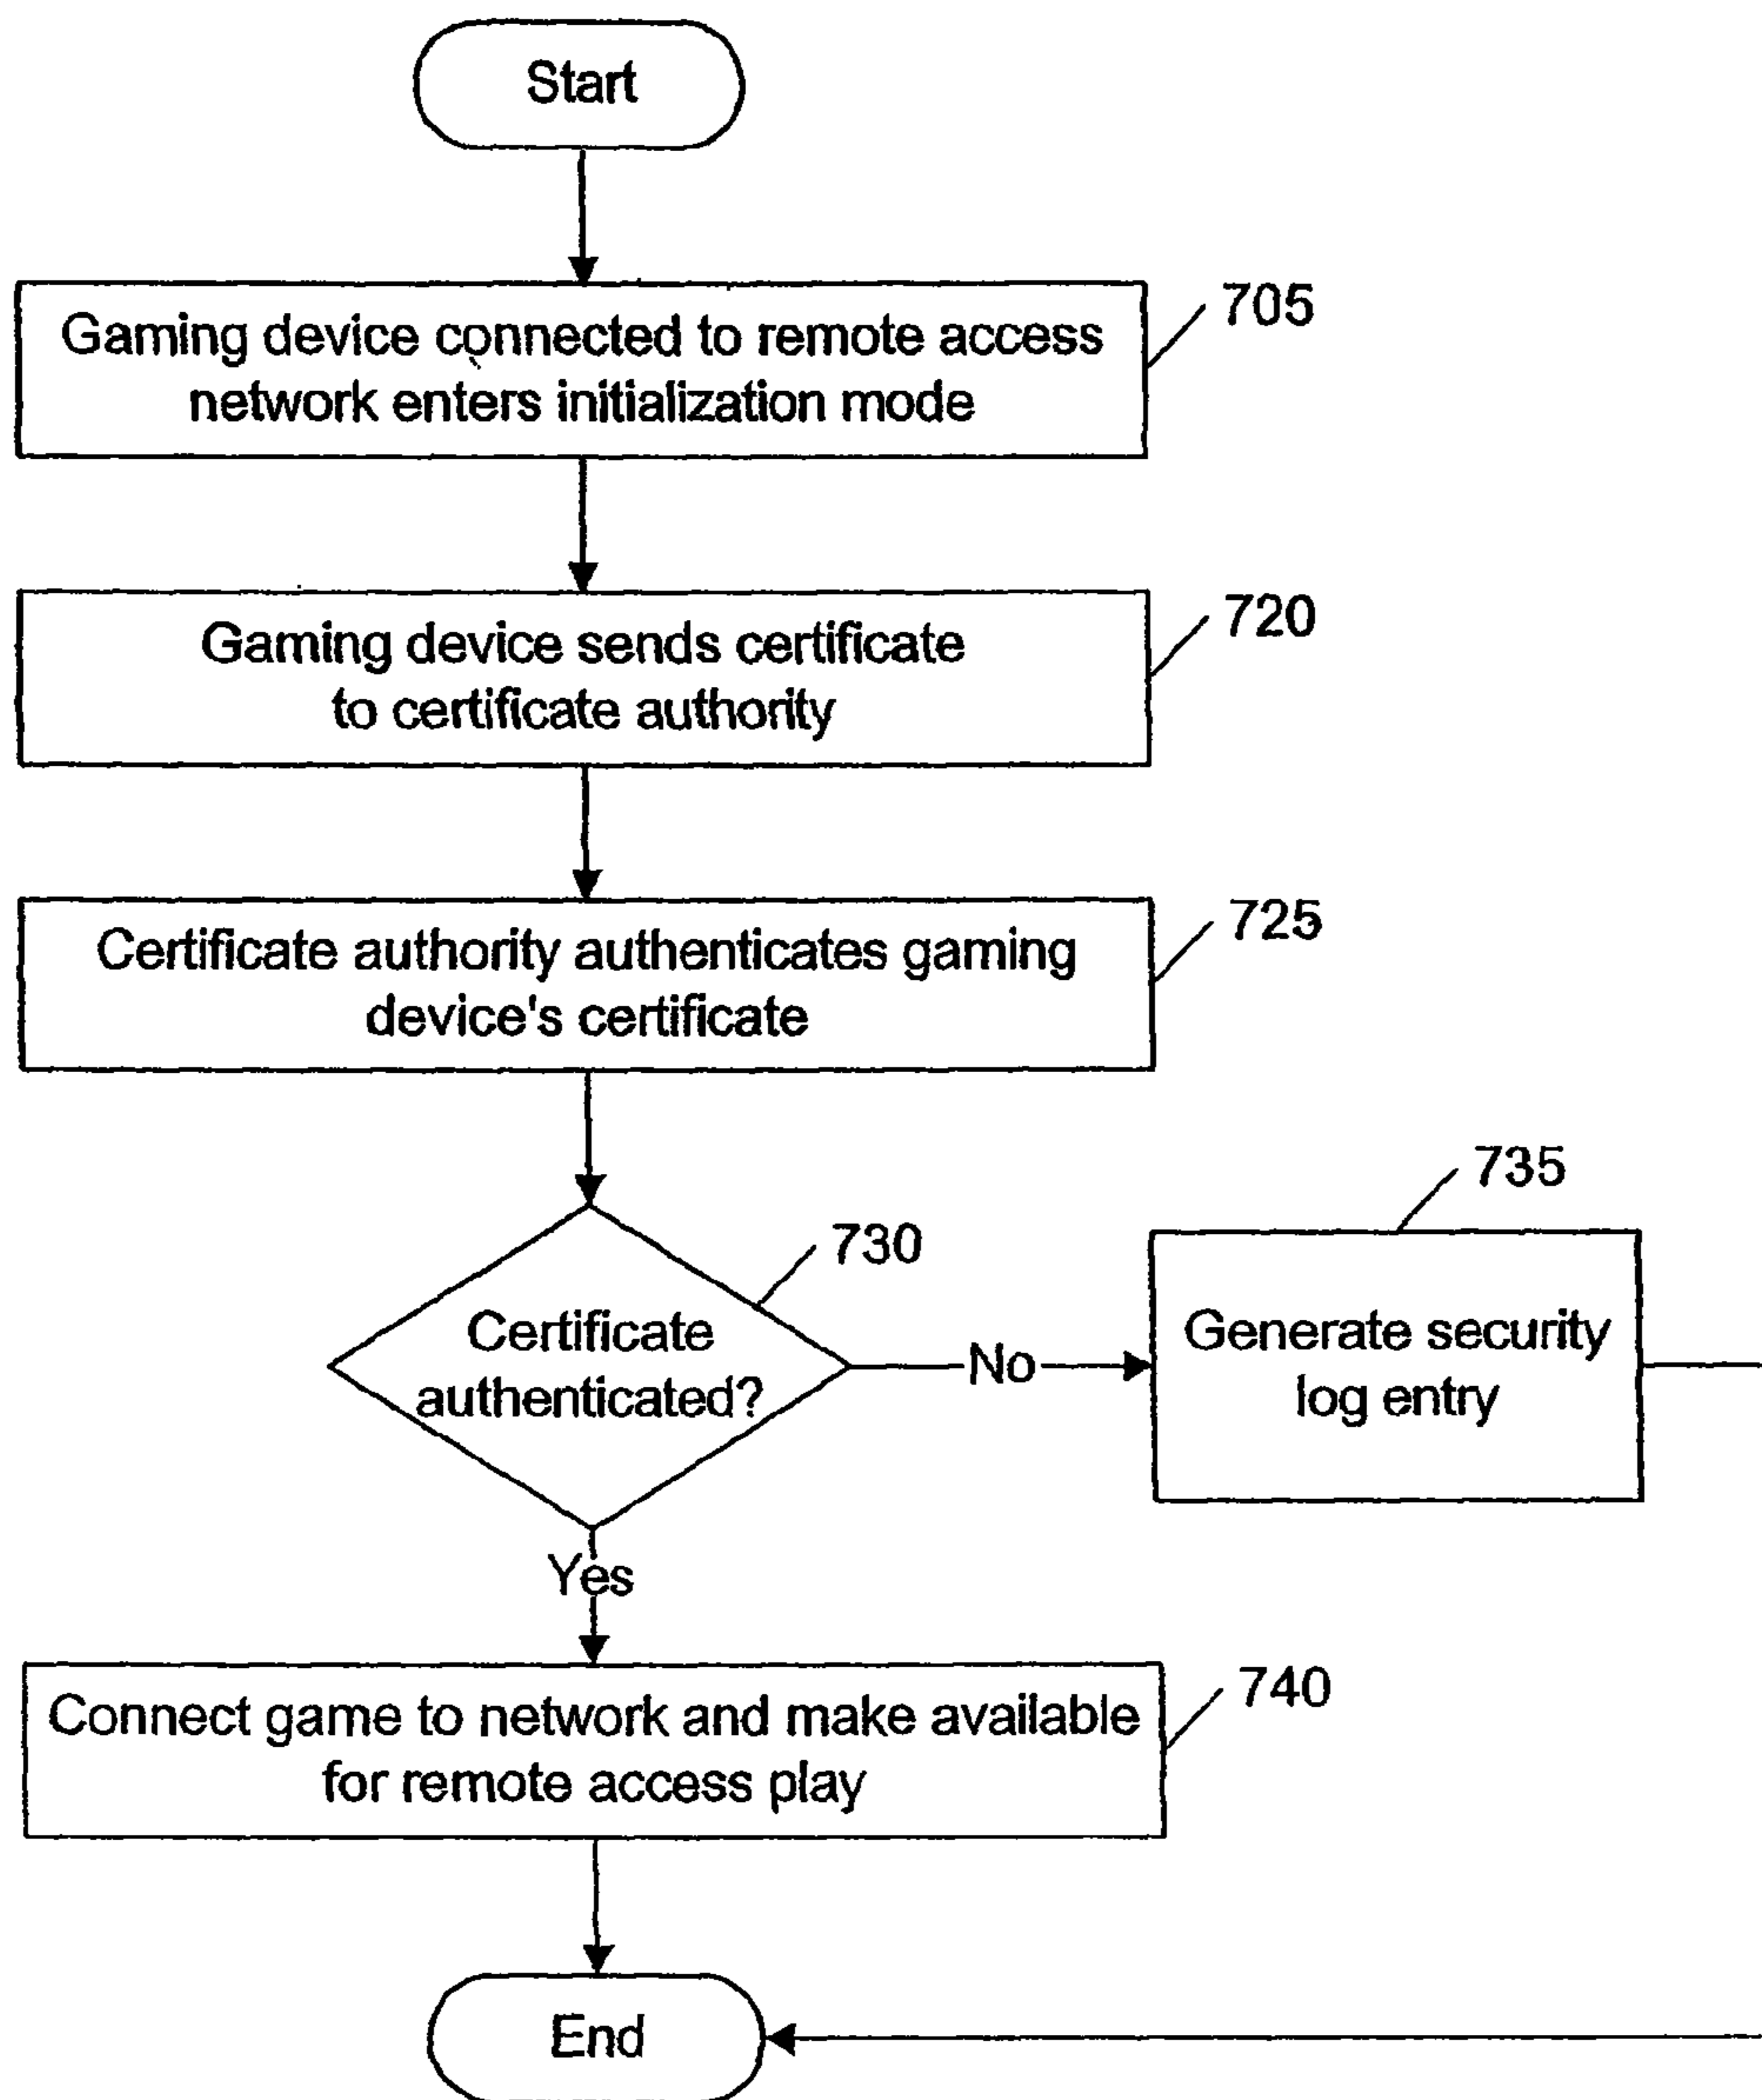 Start
Gaming device connected to remote access
network enters initialization mode
705
Gaming device sends certificate
to certificate authority
720
Certificate authority authenticates gaming
device's certificate
725
730
Certificate
authenticated?
No
735
Generate security
log entry
Yes
Connect game to network and make available
for remote access play
740
End